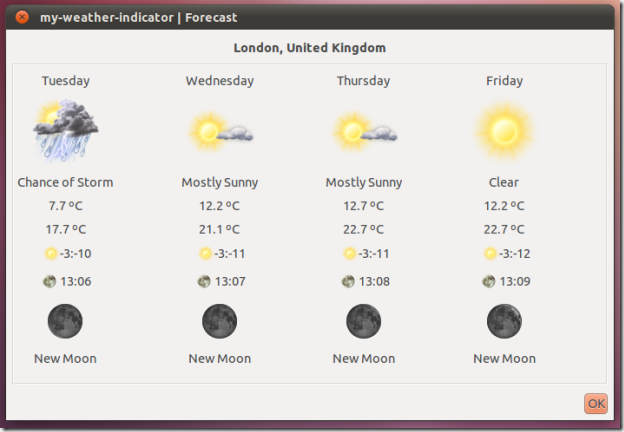 my-weather-indicator | Forecast
London, United Kingdom
Tuesday Wednesday Thursday Friday
Chance of Storm Mostly Sunny Mostly Sunny Clear
7.7 ºC 12.2 ºC 12.7 ºC 12.2 ºC
17.7 ºC 21.1 ºC 22.7 ºC 22.7 ºC
-3:-10 -3:-11 -3:-11 -3:-12
13:06 13:07 13:08 13:09
New Moon New Moon New Moon New Moon
OK